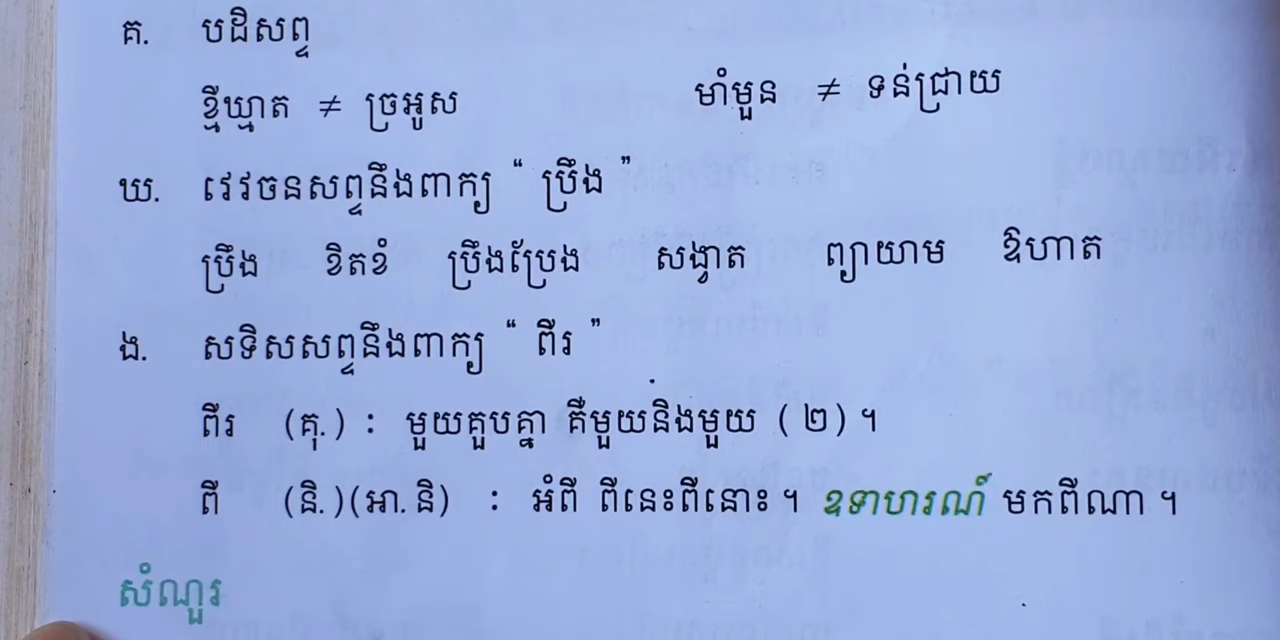 គ. បដិសព្ទ
ខ្មីឃ្មាត ≠ ច្រអូស មាំមួន ≠ ទន់ជ្រាយ
ឃ. វេវចនសព្ទនឹងពាក្យ “ ប្រឹង ”
ប្រឹង ខិតខំ ប្រឹងប្រែង សង្វាត ព្យាយាម ឱហាត
ង. សទិសសព្ទនឹងពាក្យ “ ពីរ ”
ពីរ (គុ.) : មួយគួបគ្នា គឺមួយនិងមួយ ( ២ ) ។
ពី (និ.)(អា. និ) : អំពី ពីនេះពីនោះ ។ ឧទាហរណ៍ មកពីណា ។
សំណួរ